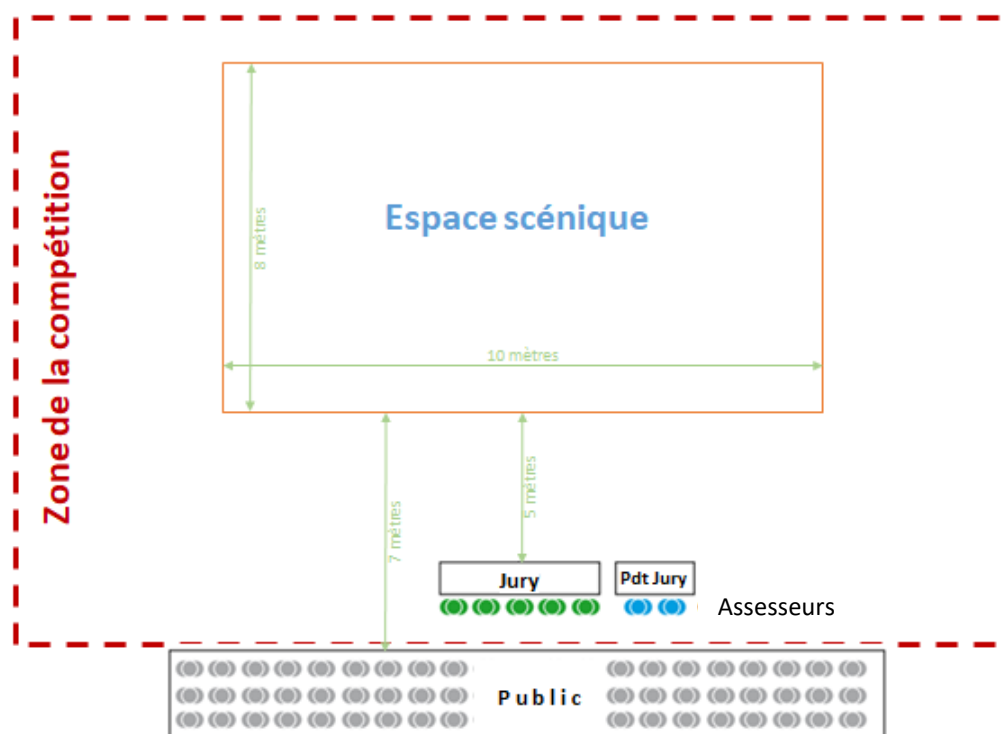 Zone de la compétition
8 mètres
Espace scénique
10 mètres
7 mètres
5 mètres
Jury
Pdt Jury
Assesseurs
Public